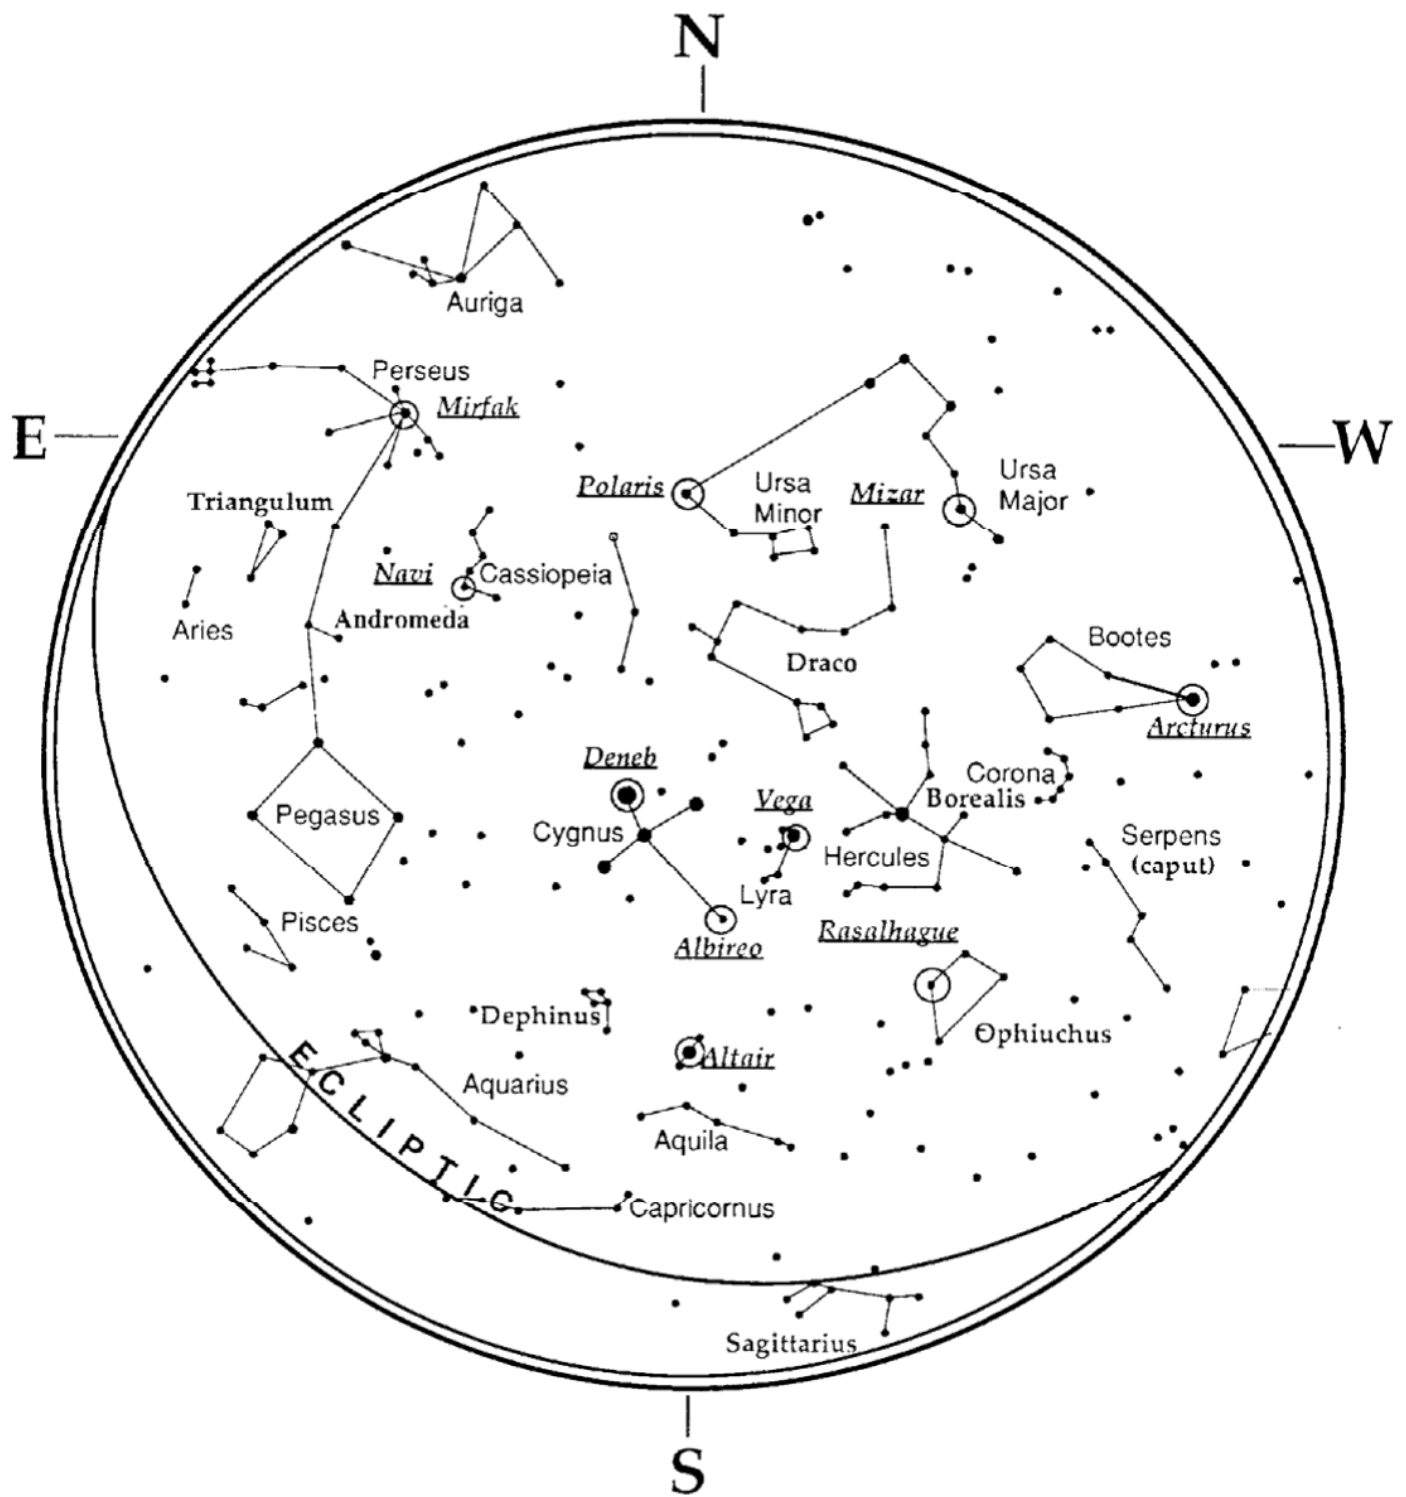 N
Auriga
Perseus
Mirfak
E
W
Triangulum
Polaris
Ursa
Minor
Mizar
Ursa
Major
Navi
Cassiopeia
Aries
Andromeda
Draco
Bootes
Arcturus
Deneb
Vega
Corona
Borealis
Pegasus
Cygnus
Hercules
Serpens
(caput)
Lyra
Pisces
Albireo
Rasalhague
Dephinus
Ophiuchus
Altair
Aquarius
Aquila
ECLIPTIC
Capricornus
Sagittarius
S